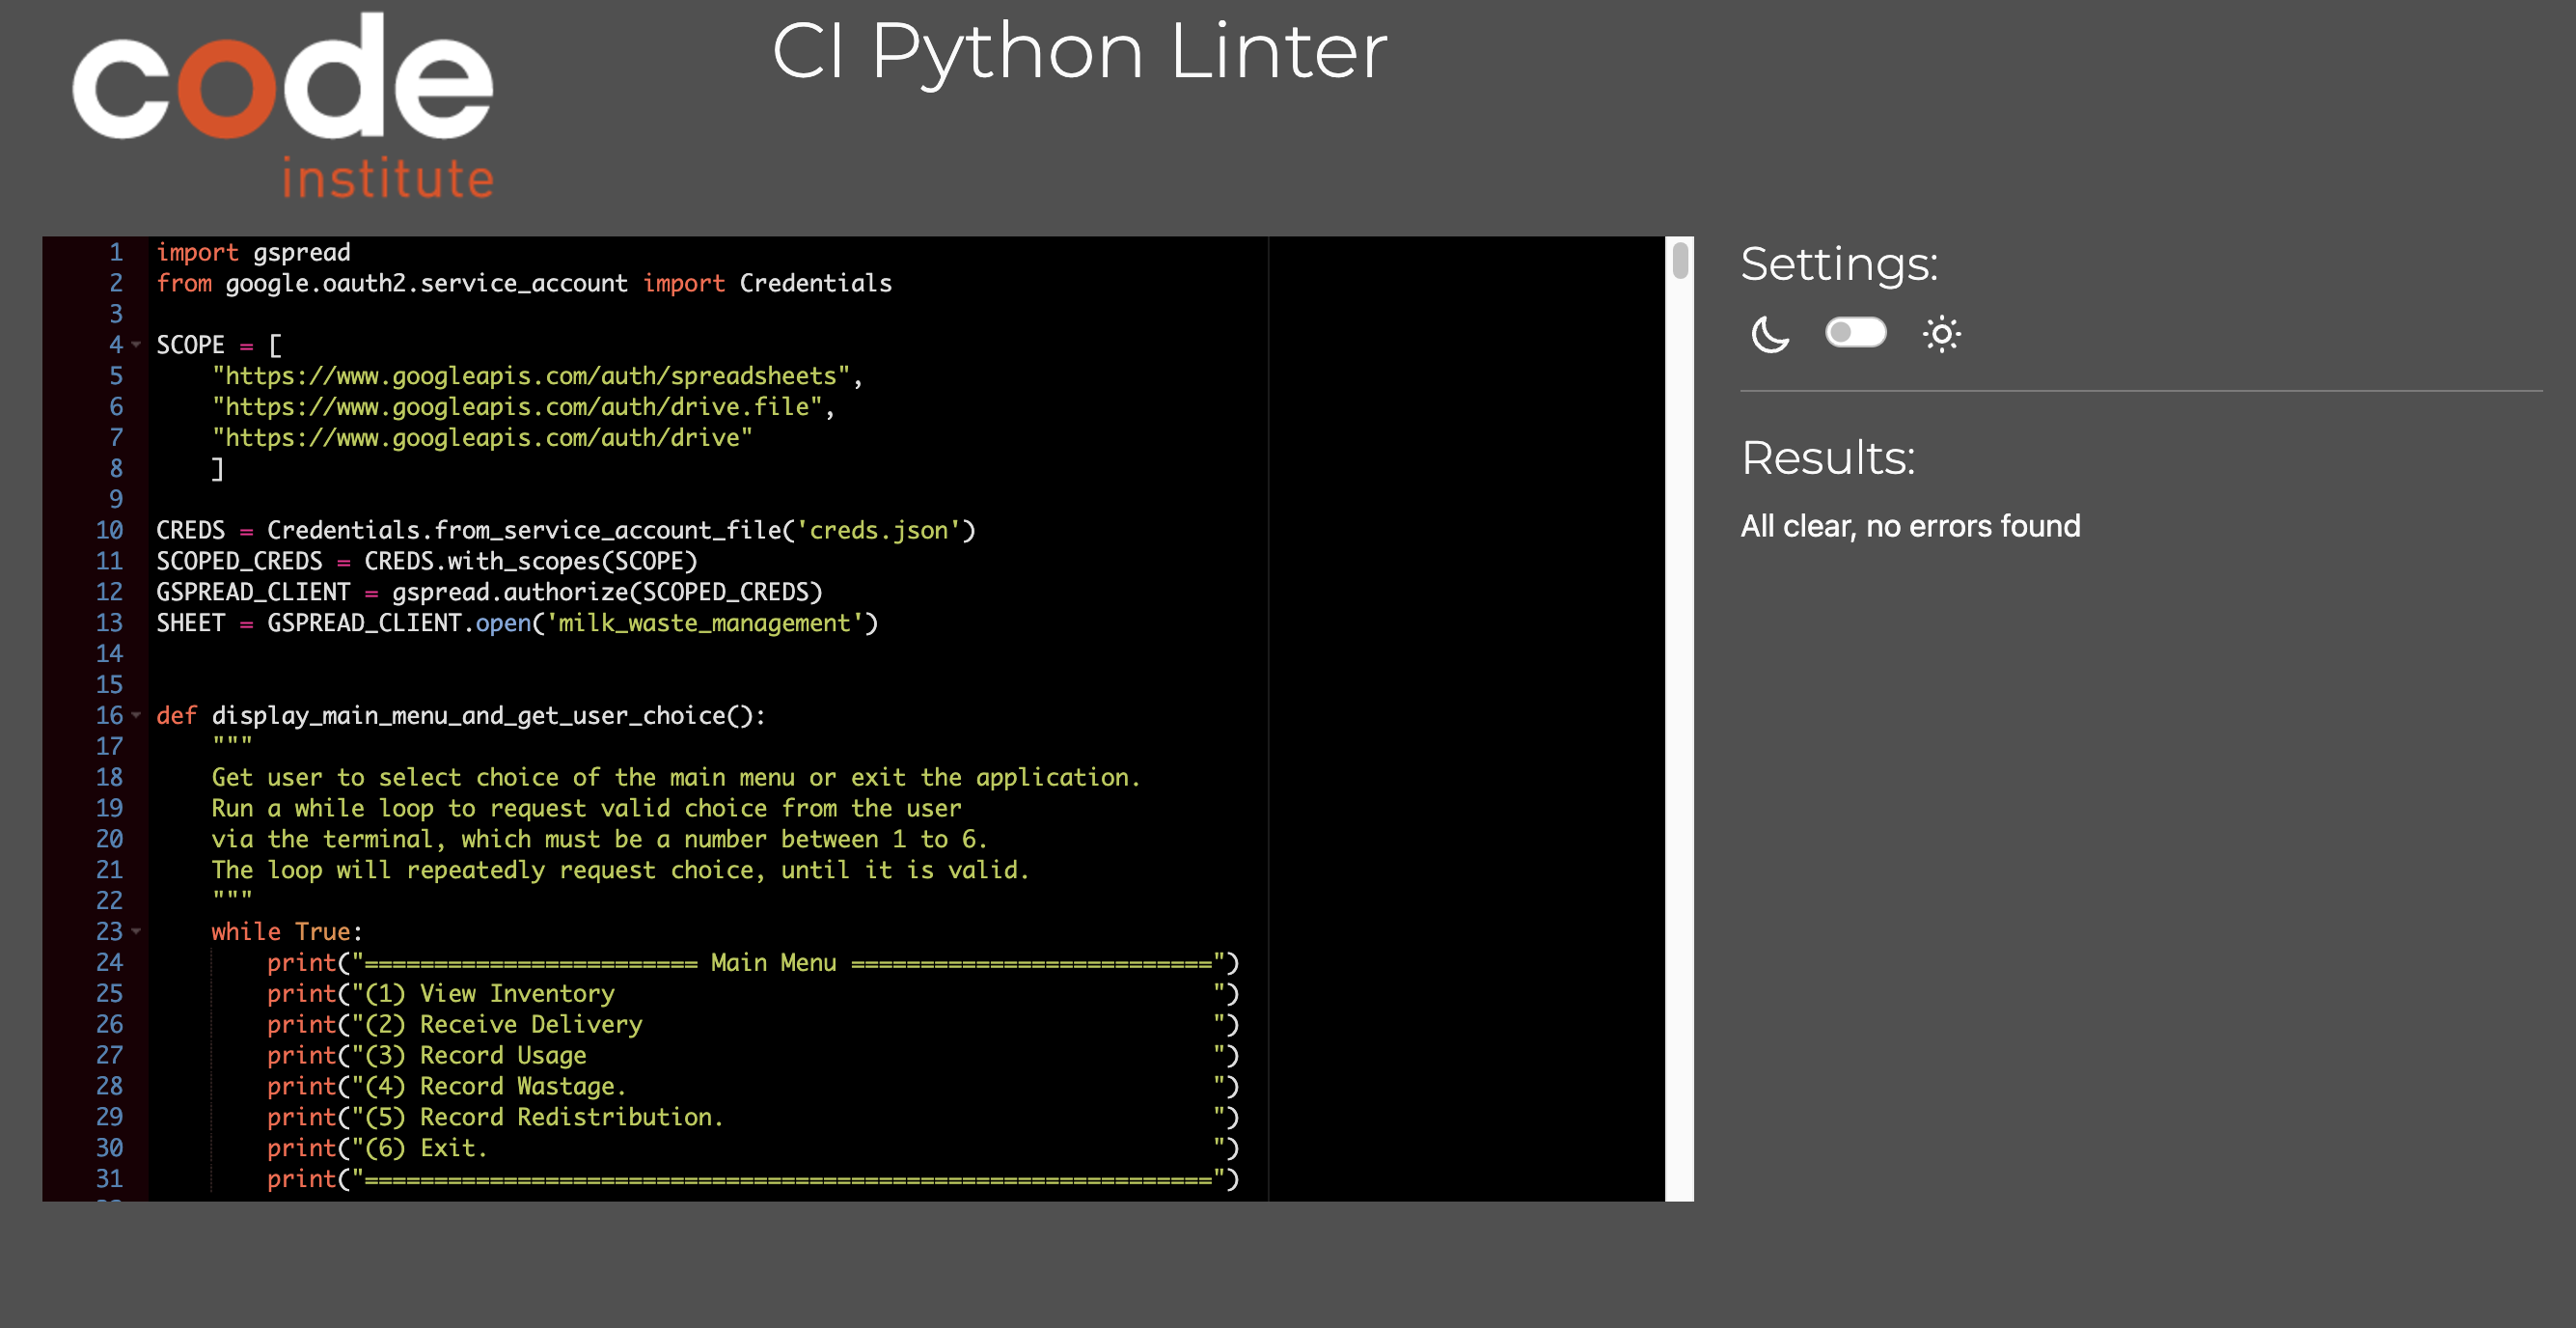 code
institute
CI Python Linter
1 import gspread
2 from google.oauth2.service_account import Credentials
3
4 SCOPE = [
5     "https://www.googleapis.com/auth/spreadsheets",
6     "https://www.googleapis.com/auth/drive.file",
7     "https://www.googleapis.com/auth/drive"
8     ]
9
10 CREDS = Credentials.from_service_account_file('creds.json')
11 SCOPED_CREDS = CREDS.with_scopes(SCOPE)
12 GSPREAD_CLIENT = gspread.authorize(SCOPED_CREDS)
13 SHEET = GSPREAD_CLIENT.open('milk_waste_management')
14
15
16 def display_main_menu_and_get_user_choice():
17     """
18     Get user to select choice of the main menu or exit the application.
19     Run a while loop to request valid choice from the user
20     via the terminal, which must be a number between 1 to 6.
21     The loop will repeatedly request choice, until it is valid.
22     """
23     while True:
24         print("======================== Main Menu ==========================")
25         print("(1) View Inventory                                           ")
26         print("(2) Receive Delivery                                         ")
27         print("(3) Record Usage                                             ")
28         print("(4) Record Wastage.                                          ")
29         print("(5) Record Redistribution.                                   ")
30         print("(6) Exit.                                                    ")
31         print("=============================================================")
Settings:
Results:
All clear, no errors found